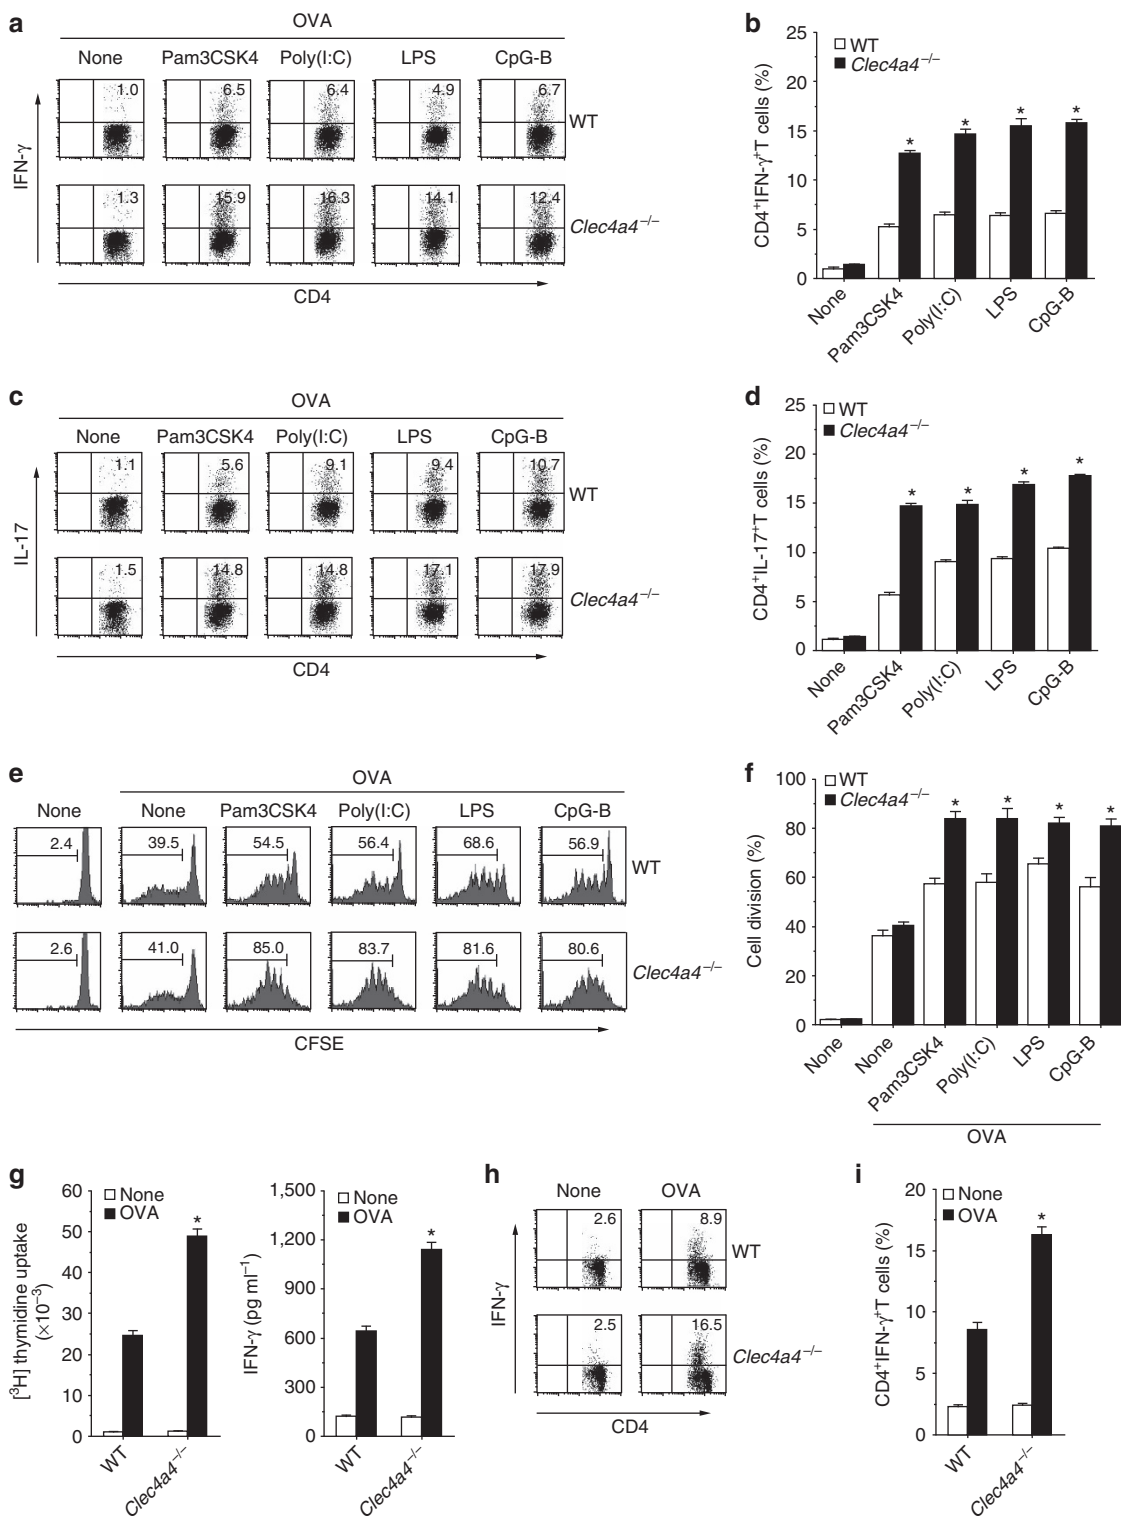 a
OVA
None Pam3CSK4 Poly(I:C) LPS CpG-B
1.0 6.5 6.4 4.9 6.7
WT
1.3 15.9 16.3 14.1 12.4
Clec4a4−/−
IFN-γ
CD4
b
25
20
15
10
5
0
CD4+IFN-γ+T cells (%)
WT
Clec4a4−/−
* * * *
None Pam3CSK4 Poly(I:C) LPS CpG-B
c
OVA
None Pam3CSK4 Poly(I:C) LPS CpG-B
1.1 5.6 9.1 9.4 10.7
WT
1.5 14.8 14.8 17.1 17.9
Clec4a4−/−
IL-17
CD4
d
25
20
15
10
5
0
CD4+IL-17+T cells (%)
WT
Clec4a4−/−
* * * *
None Pam3CSK4 Poly(I:C) LPS CpG-B
e
OVA
None None Pam3CSK4 Poly(I:C) LPS CpG-B
2.4 39.5 54.5 56.4 68.6 56.9
WT
2.6 41.0 85.0 83.7 81.6 80.6
Clec4a4−/−
CFSE
f
100
80
60
40
20
0
Cell division (%)
WT
Clec4a4−/−
* * * *
None None Pam3CSK4 Poly(I:C) LPS CpG-B
OVA
g
60
50
40
30
20
10
0
[3H] thymidine uptake
(×10−3)
None
OVA
*
WT Clec4a4−/−
1,500
1,200
900
600
300
0
IFN-γ (pg ml−1)
None
OVA
*
WT Clec4a4−/−
h
None OVA
2.6 8.9
WT
2.5 16.5
Clec4a4−/−
IFN-γ
CD4
i
20
15
10
5
0
CD4+IFN-γ+T cells (%)
None
OVA
*
WT Clec4a4−/−